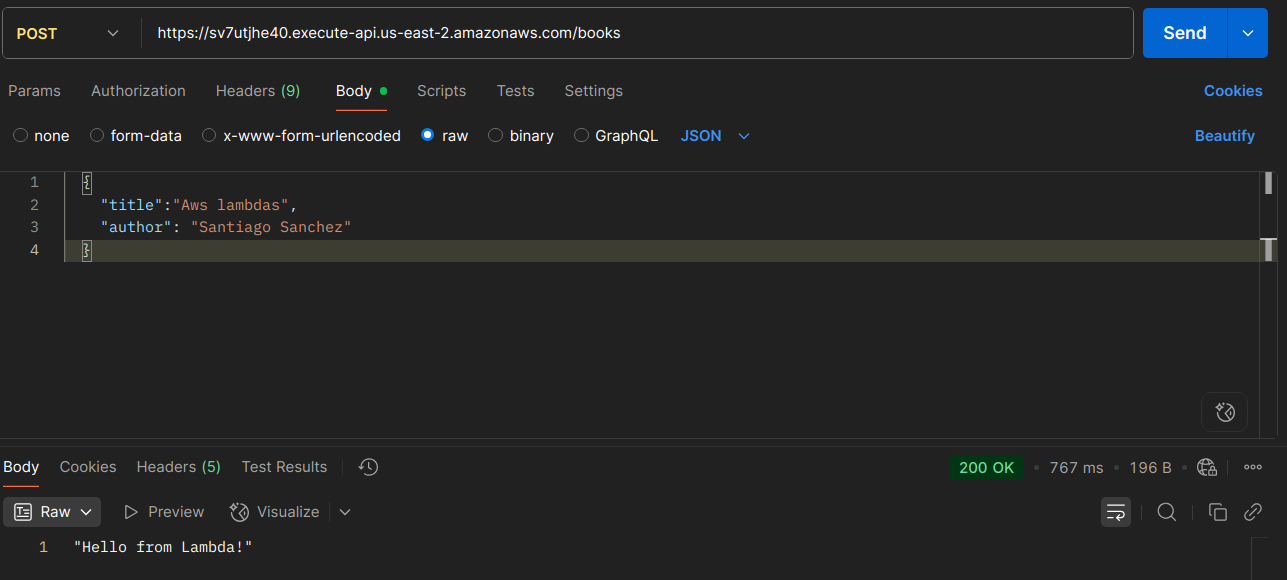 POST https://sv7utjhe40.execute-api.us-east-2.amazonaws.com/books Send
Params Authorization Headers (9) Body Scripts Tests Settings Cookies
none form-data x-www-form-urlencoded raw binary GraphQL JSON Beautify
1 {
2 "title":"Aws lambdas",
3 "author": "Santiago Sanchez"
4 }
Body Cookies Headers (5) Test Results 200 OK 767 ms 196 B
Raw Preview Visualize
1 "Hello from Lambda!"